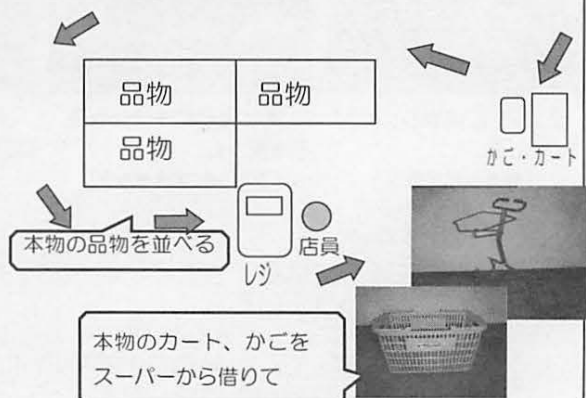 品物
品物
品物
かご・カート
本物の品物を並べる
店員
レジ
本物のカート、かごを
スーパーから借りて